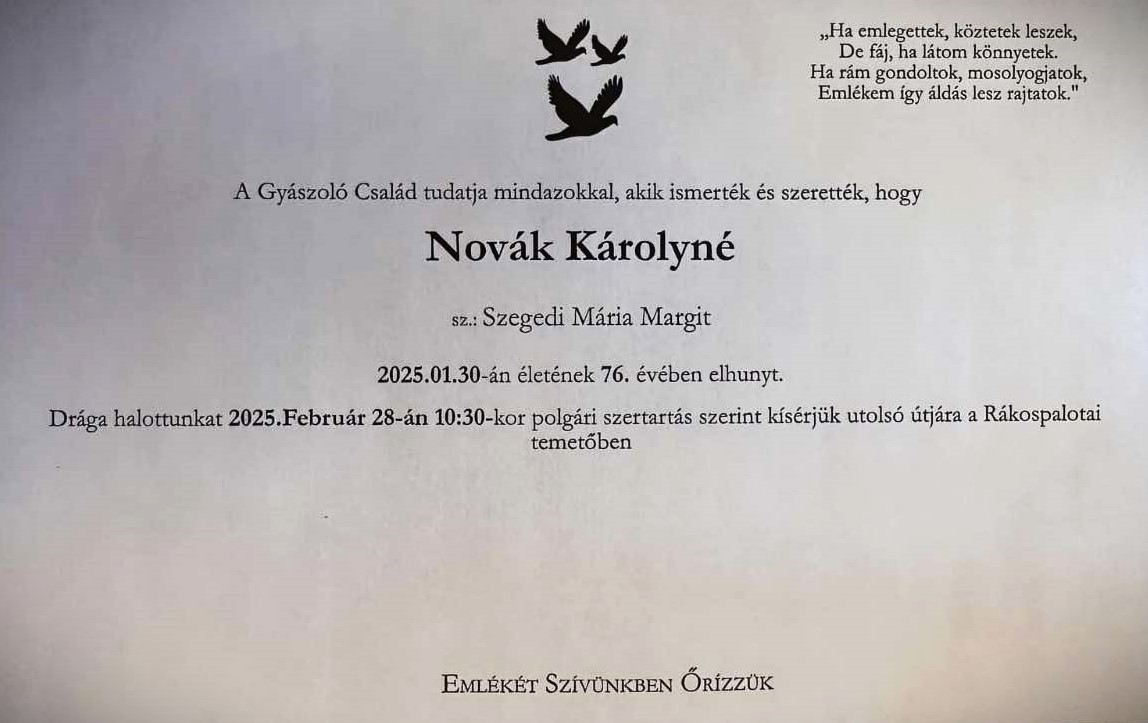 „Ha emlegettek, köztetek leszek,
De fáj, ha látom könnyetek.
Ha rám gondoltok, mosolyogjatok,
Emlékem így áldás lesz rajtatok."
A Gyászoló Család tudatja mindazokkal, akik ismerték és szerették, hogy
Novák Károlyné
sz.: Szegedi Mária Margit
2025.01.30-án életének 76. évében elhunyt.
Drága halottunkat 2025.Február 28-án 10:30-kor polgári szertartás szerint kísérjük utolsó útjára a Rákospalotai
temetőben
Emlékét Szívünkben Őrízzük